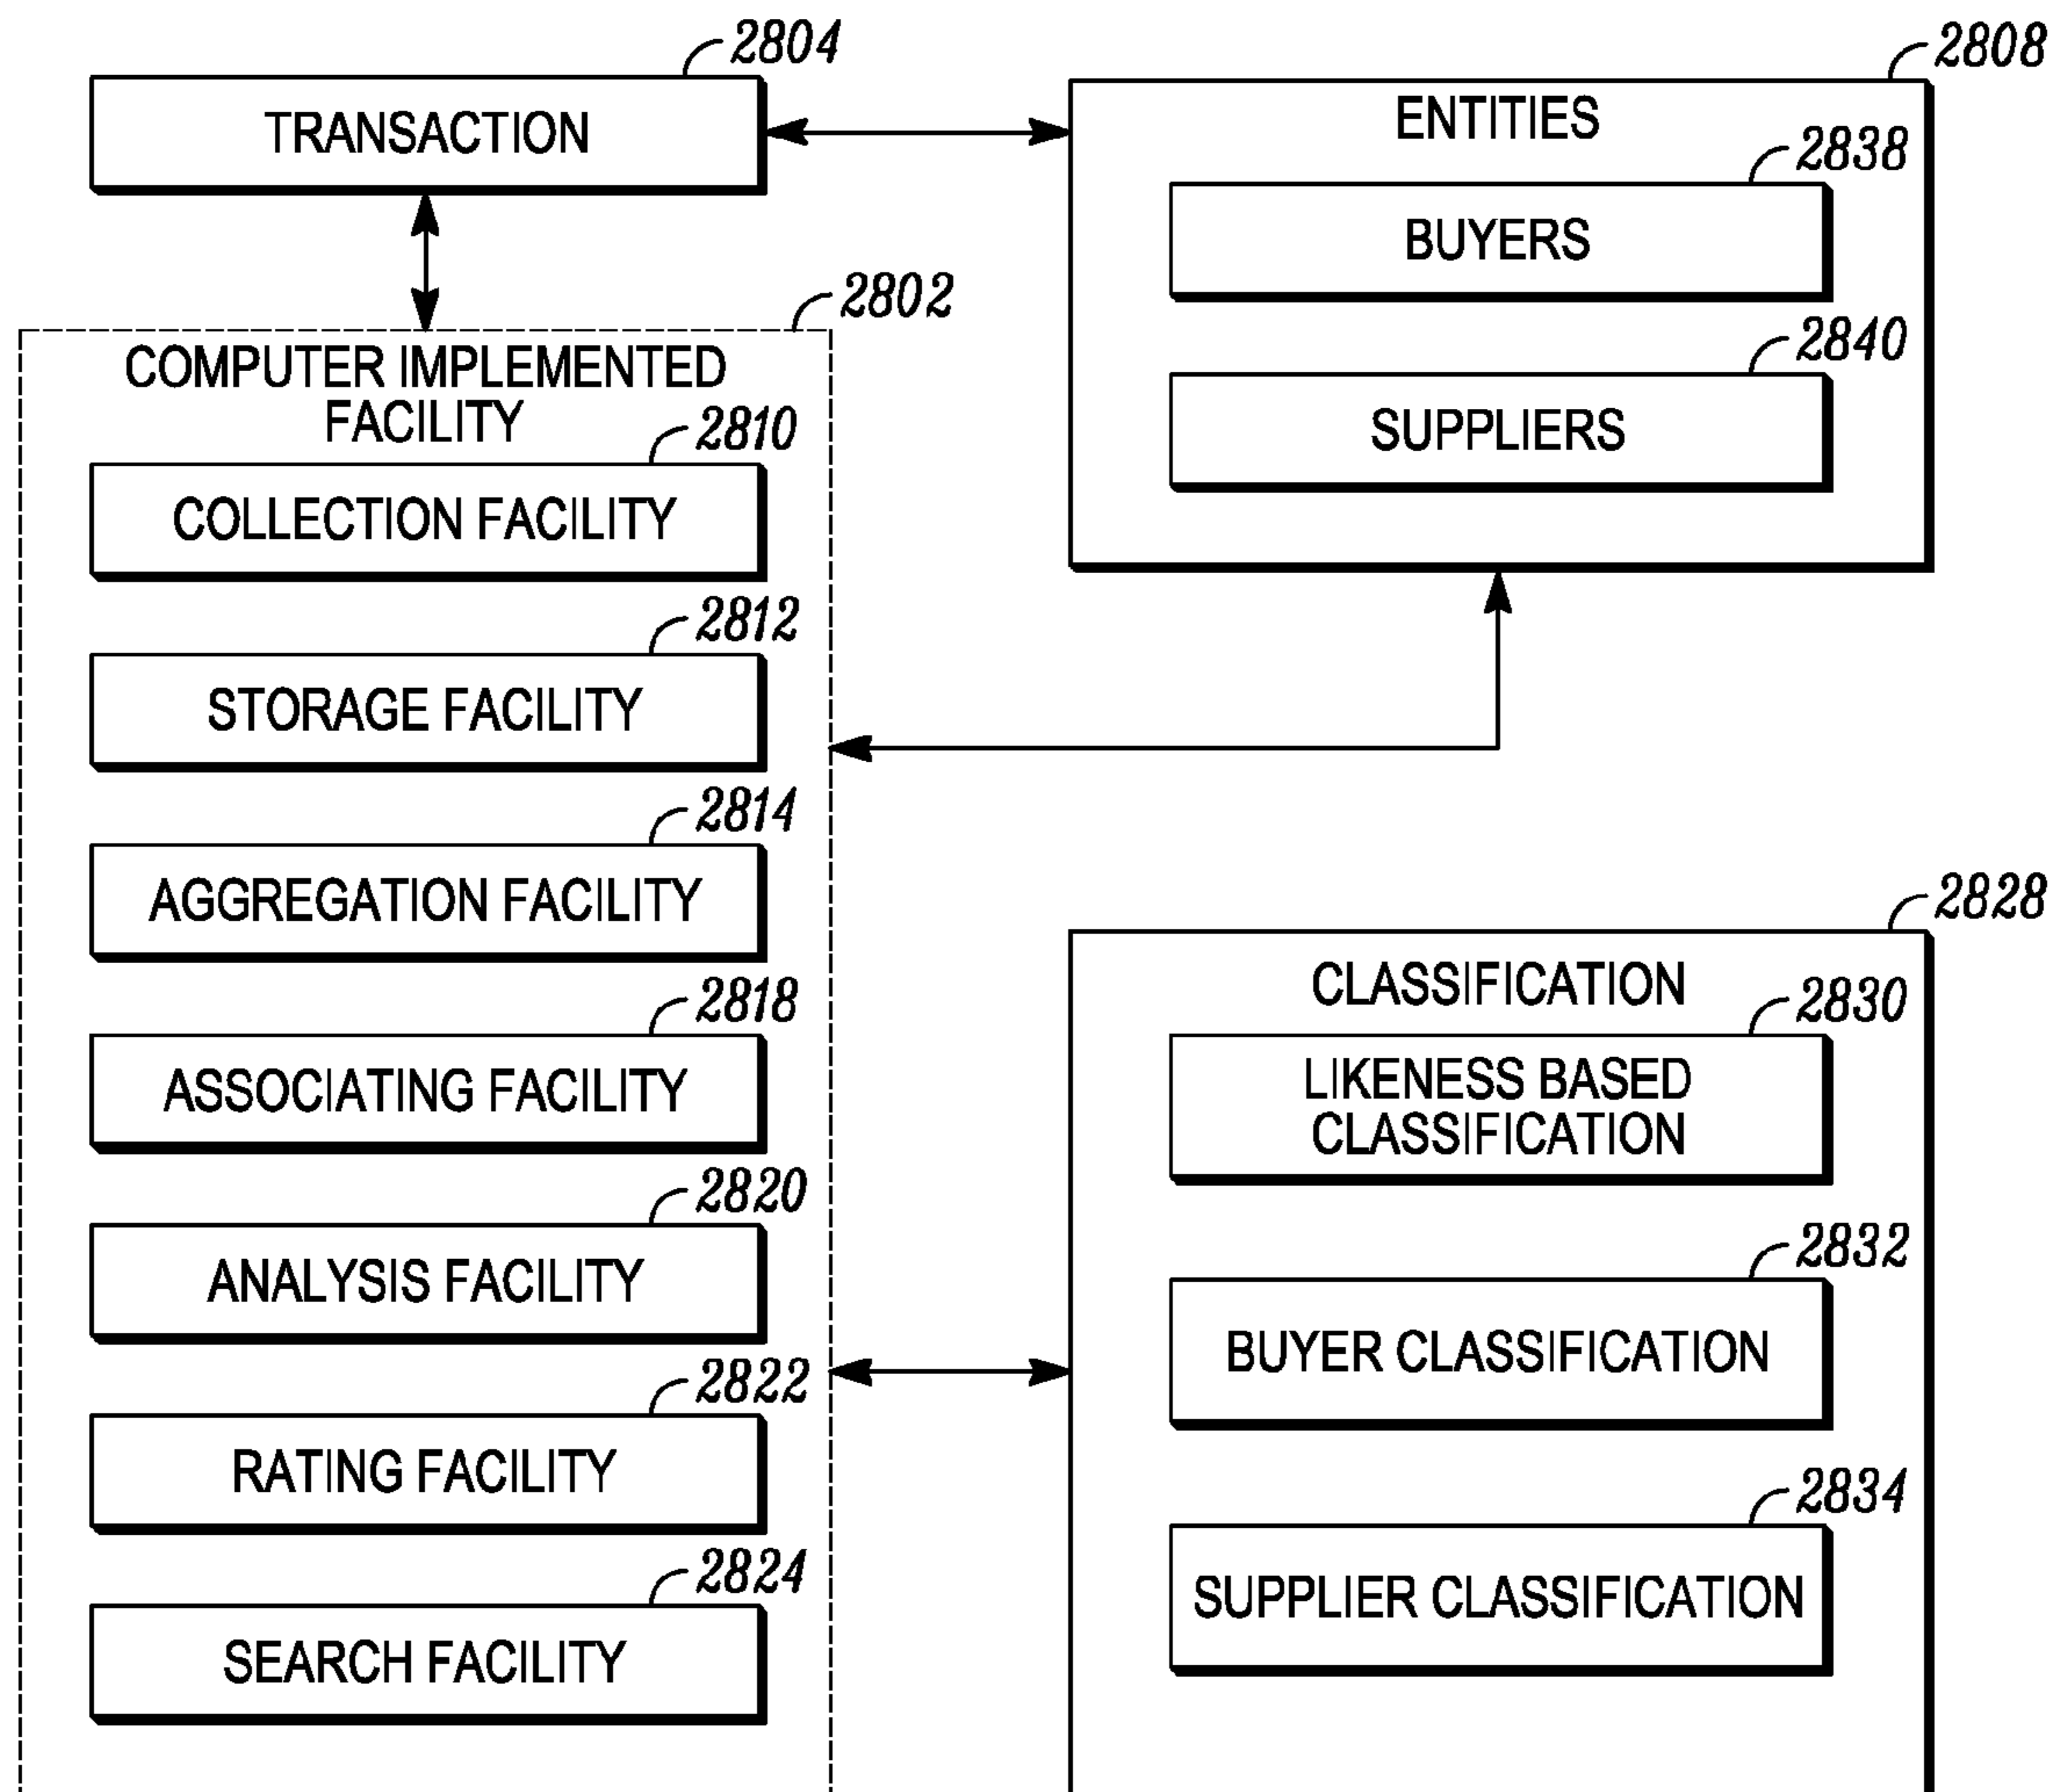 2804
TRANSACTION
2802
COMPUTER IMPLEMENTED
FACILITY
2810
COLLECTION FACILITY
2812
STORAGE FACILITY
2814
AGGREGATION FACILITY
2818
ASSOCIATING FACILITY
2820
ANALYSIS FACILITY
2822
RATING FACILITY
2824
SEARCH FACILITY
2808
ENTITIES
2838
BUYERS
2840
SUPPLIERS
2828
CLASSIFICATION
2830
LIKENESS BASED
CLASSIFICATION
2832
BUYER CLASSIFICATION
2834
SUPPLIER CLASSIFICATION